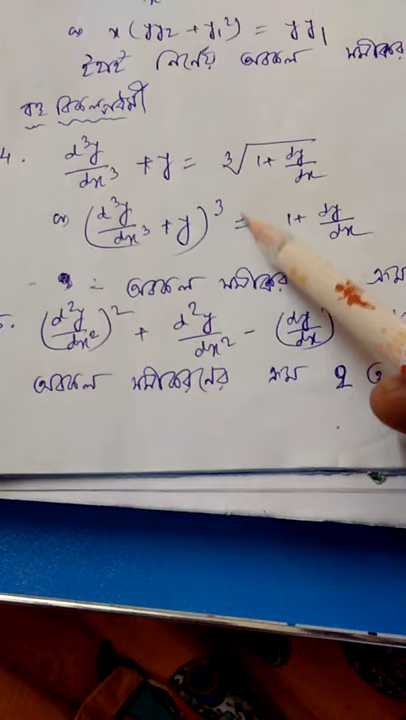 ∴ x(yy₂ + y₁²) = yy₁
ইহাই নির্ণেয় অবকল সমীকরণ
বহু বিকল্পধর্মী
4. d³y/dx³ + y = ∛(1 + dy/dx)
বা (d³y/dx³ + y)³ = 1 + dy/dx
= অবকল সমীকরণ ক্রম
5. (d²y/dx²)² + d²y/dx² - (dy/dx)
অবকল সমীকরণের ক্রম 2